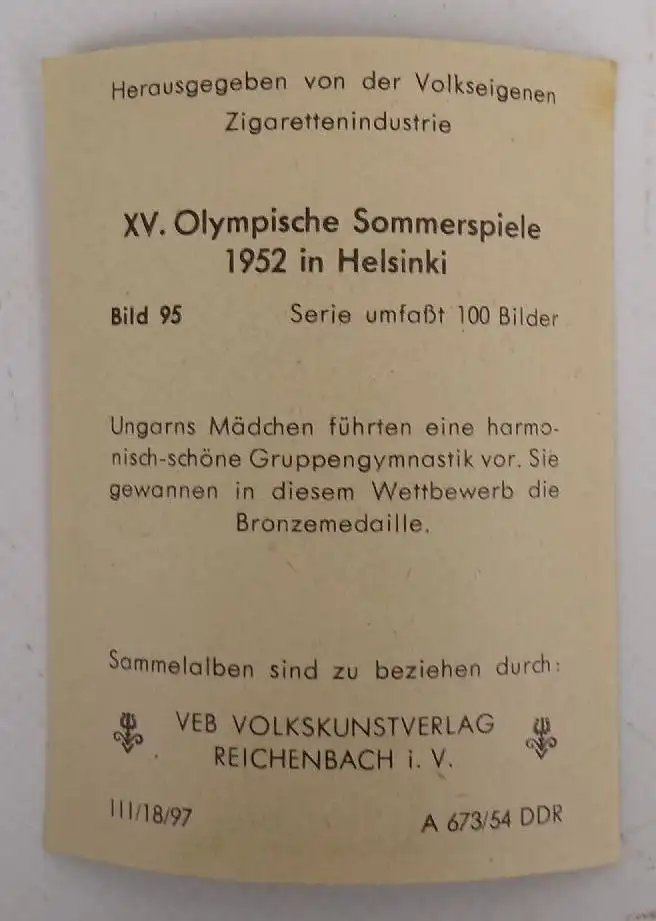 Herausgegeben von der Volkseigenen
Zigarettenindustrie
XV. Olympische Sommerspiele
1952 in Helsinki
Bild 95 Serie umfaßt 100 Bilder
Ungarns Mädchen führten eine harmo-
nisch-schöne Gruppengymnastik vor. Sie
gewannen in diesem Wettbewerb die
Bronzemedaille.
Sammelalben sind zu beziehen durch:
VEB VOLKSKUNSTVERLAG
REICHENBACH i. V.
III/18/97 A 673/54 DDR